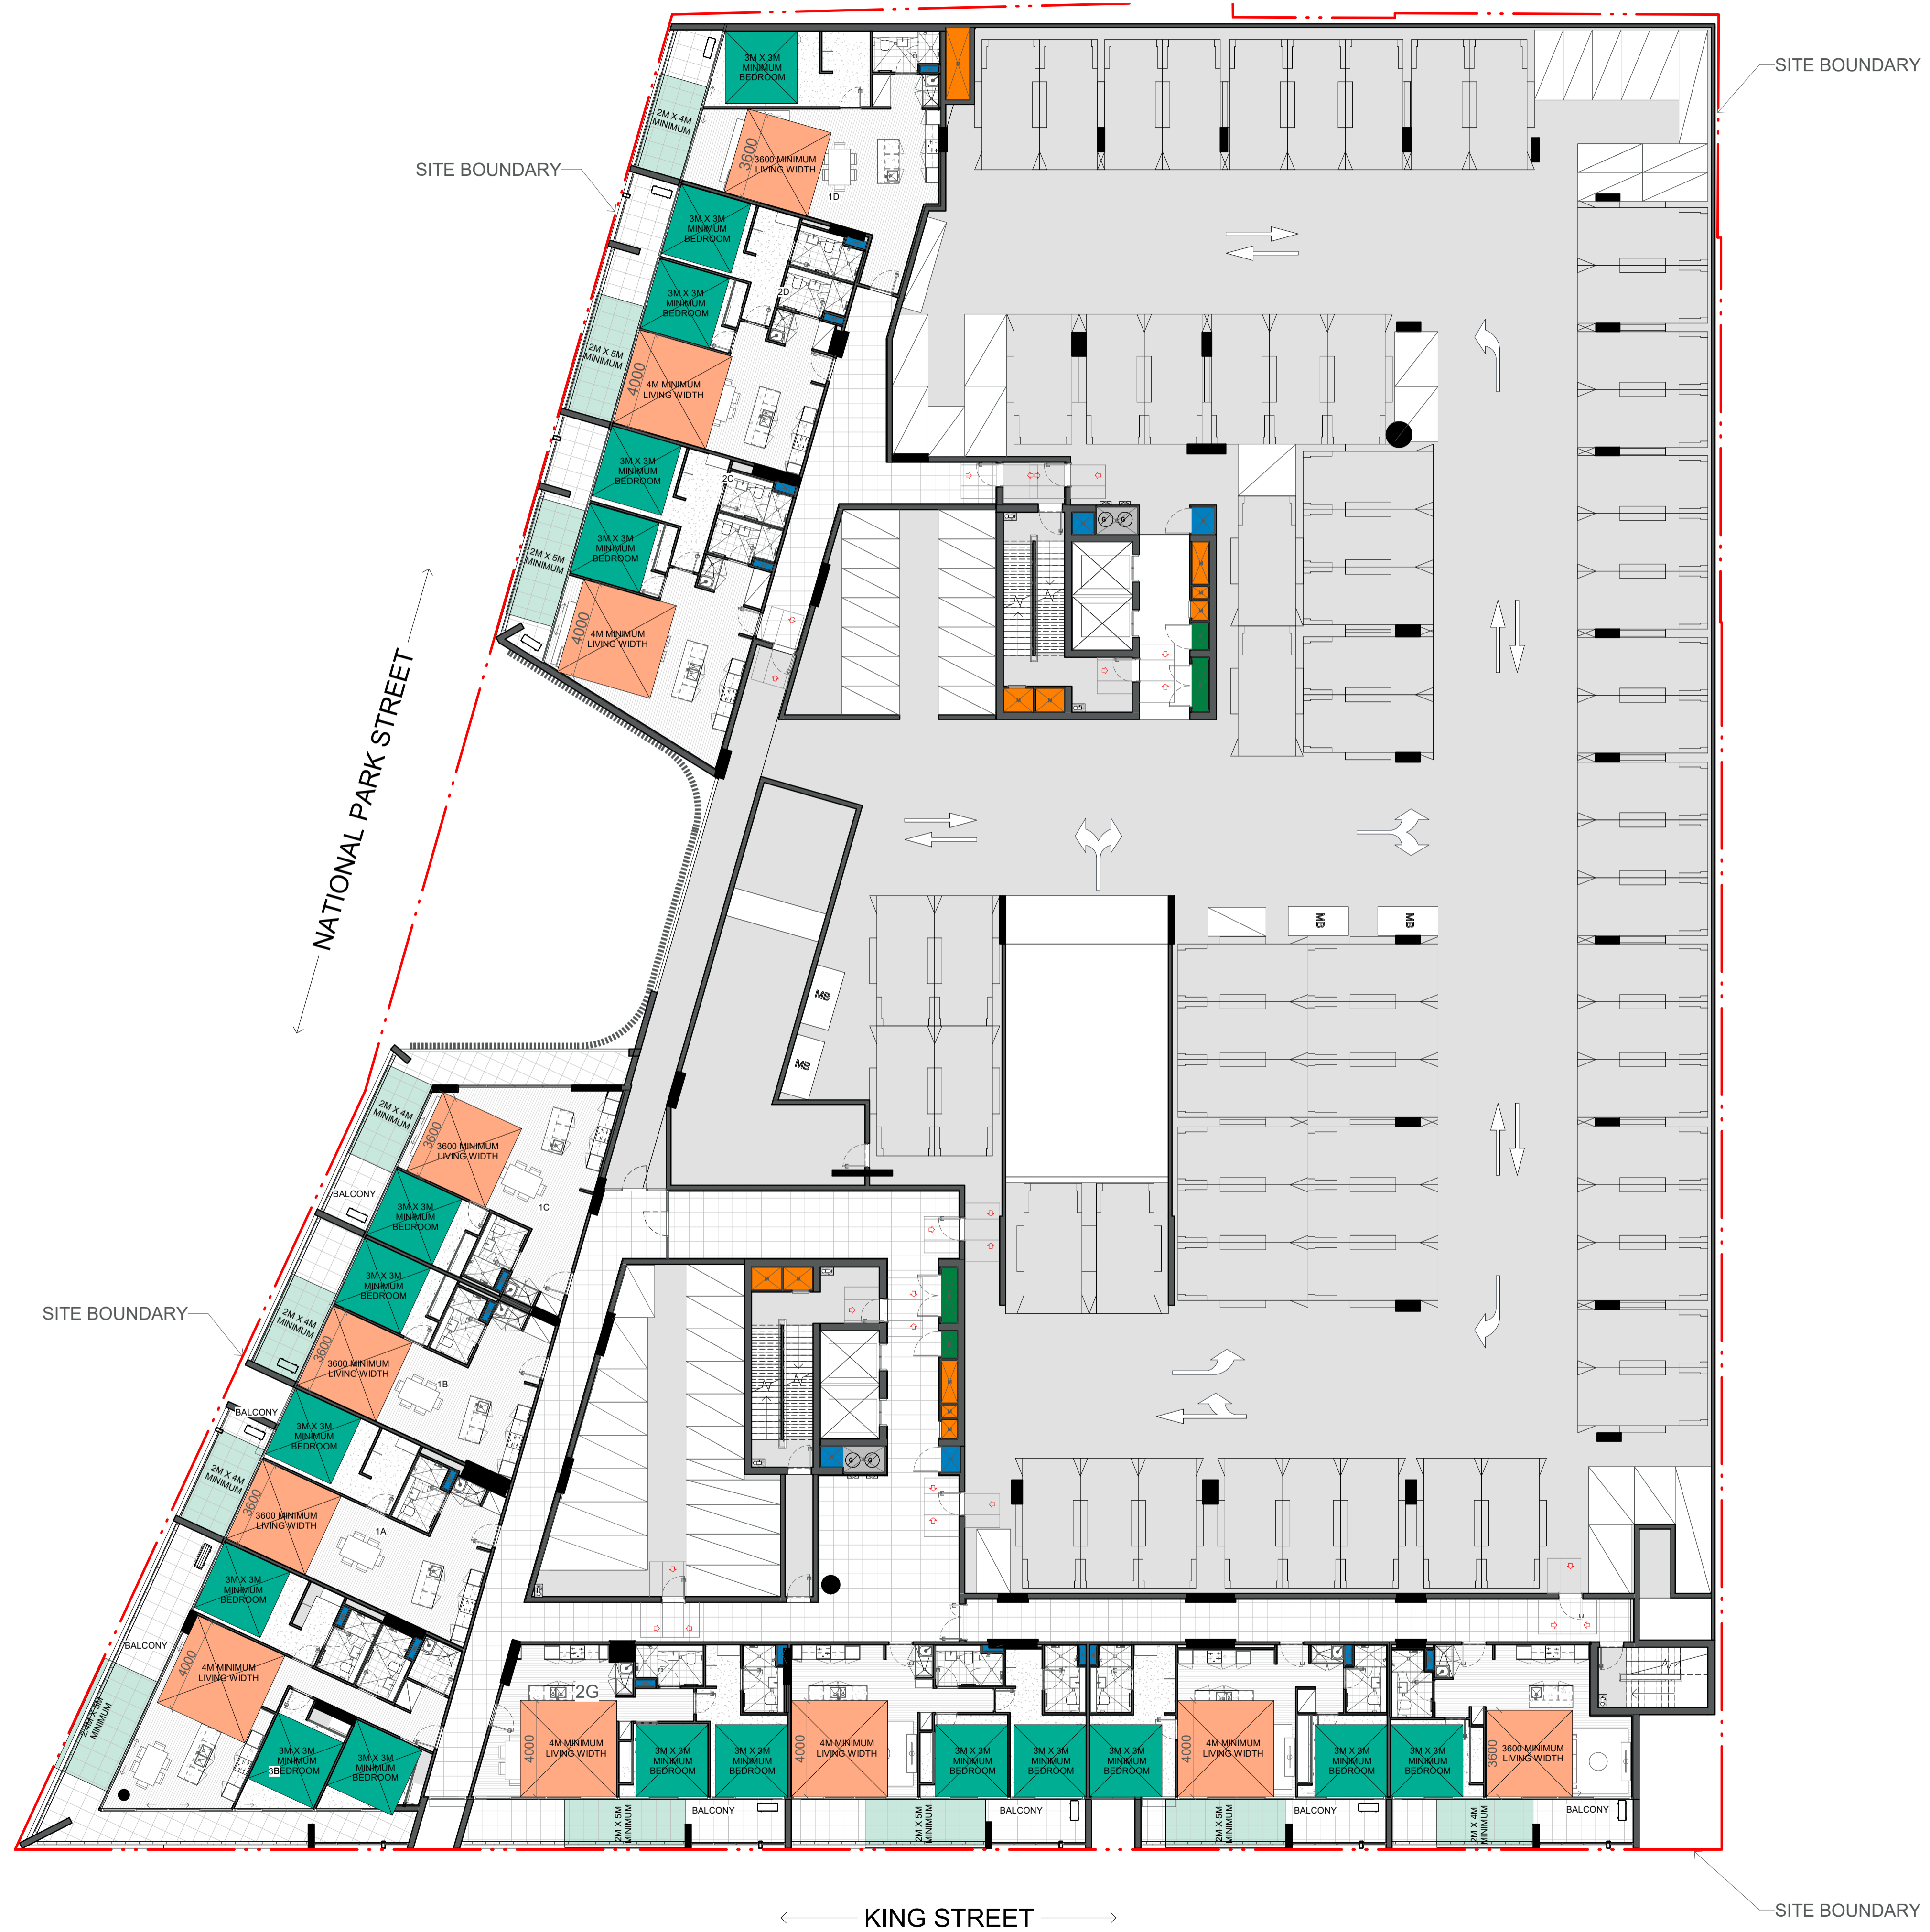 SITE BOUNDARY
3M X 3M
MINIMUM
BEDROOM
2M X 4M
MINIMUM
3600
3600 MINIMUM
LIVING WIDTH
1D
SITE BOUNDARY
3M X 3M
MINIMUM
BEDROOM
2D
3M X 3M
MINIMUM
BEDROOM
2M X 5M
MINIMUM
4000
4M MINIMUM
LIVING WIDTH
3M X 3M
MINIMUM
BEDROOM
2C
3M X 3M
MINIMUM
BEDROOM
2M X 5M
MINIMUM
4000
4M MINIMUM
LIVING WIDTH
NATIONAL PARK STREET
MB
MB
MB
MB
2M X 4M
MINIMUM
3600
3600 MINIMUM
LIVING WIDTH
BALCONY
3M X 3M
MINIMUM
BEDROOM
1C
3M X 3M
MINIMUM
BEDROOM
SITE BOUNDARY
2M X 4M
MINIMUM
3600
3600 MINIMUM
LIVING WIDTH
1B
BALCONY
3M X 3M
MINIMUM
BEDROOM
2M X 4M
MINIMUM
3600
3600 MINIMUM
LIVING WIDTH
1A
3M X 3M
MINIMUM
BEDROOM
BALCONY
4000
4M MINIMUM
LIVING WIDTH
2.4M X 5M
MINIMUM
3M X 3M
MINIMUM
BEDROOM
3B
3M X 3M
MINIMUM
BEDROOM
2G
4000
4M MINIMUM
LIVING WIDTH
3M X 3M
MINIMUM
BEDROOM
3M X 3M
MINIMUM
BEDROOM
4000
4M MINIMUM
LIVING WIDTH
3M X 3M
MINIMUM
BEDROOM
3M X 3M
MINIMUM
BEDROOM
3M X 3M
MINIMUM
BEDROOM
4000
4M MINIMUM
LIVING WIDTH
3M X 3M
MINIMUM
BEDROOM
3M X 3M
MINIMUM
BEDROOM
3600
3600 MINIMUM
LIVING WIDTH
2M X 5M
MINIMUM
BALCONY
2M X 5M
MINIMUM
BALCONY
2M X 5M
MINIMUM
BALCONY
2M X 4M
MINIMUM
BALCONY
KING STREET
SITE BOUNDARY